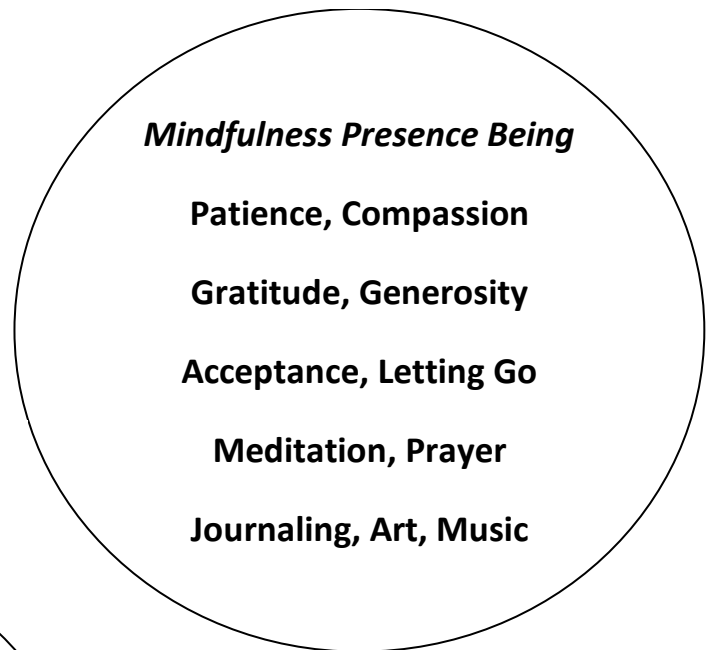 Mindfulness Presence Being
Patience, Compassion
Gratitude, Generosity
Acceptance, Letting Go
Meditation, Prayer
Journaling, Art, Music